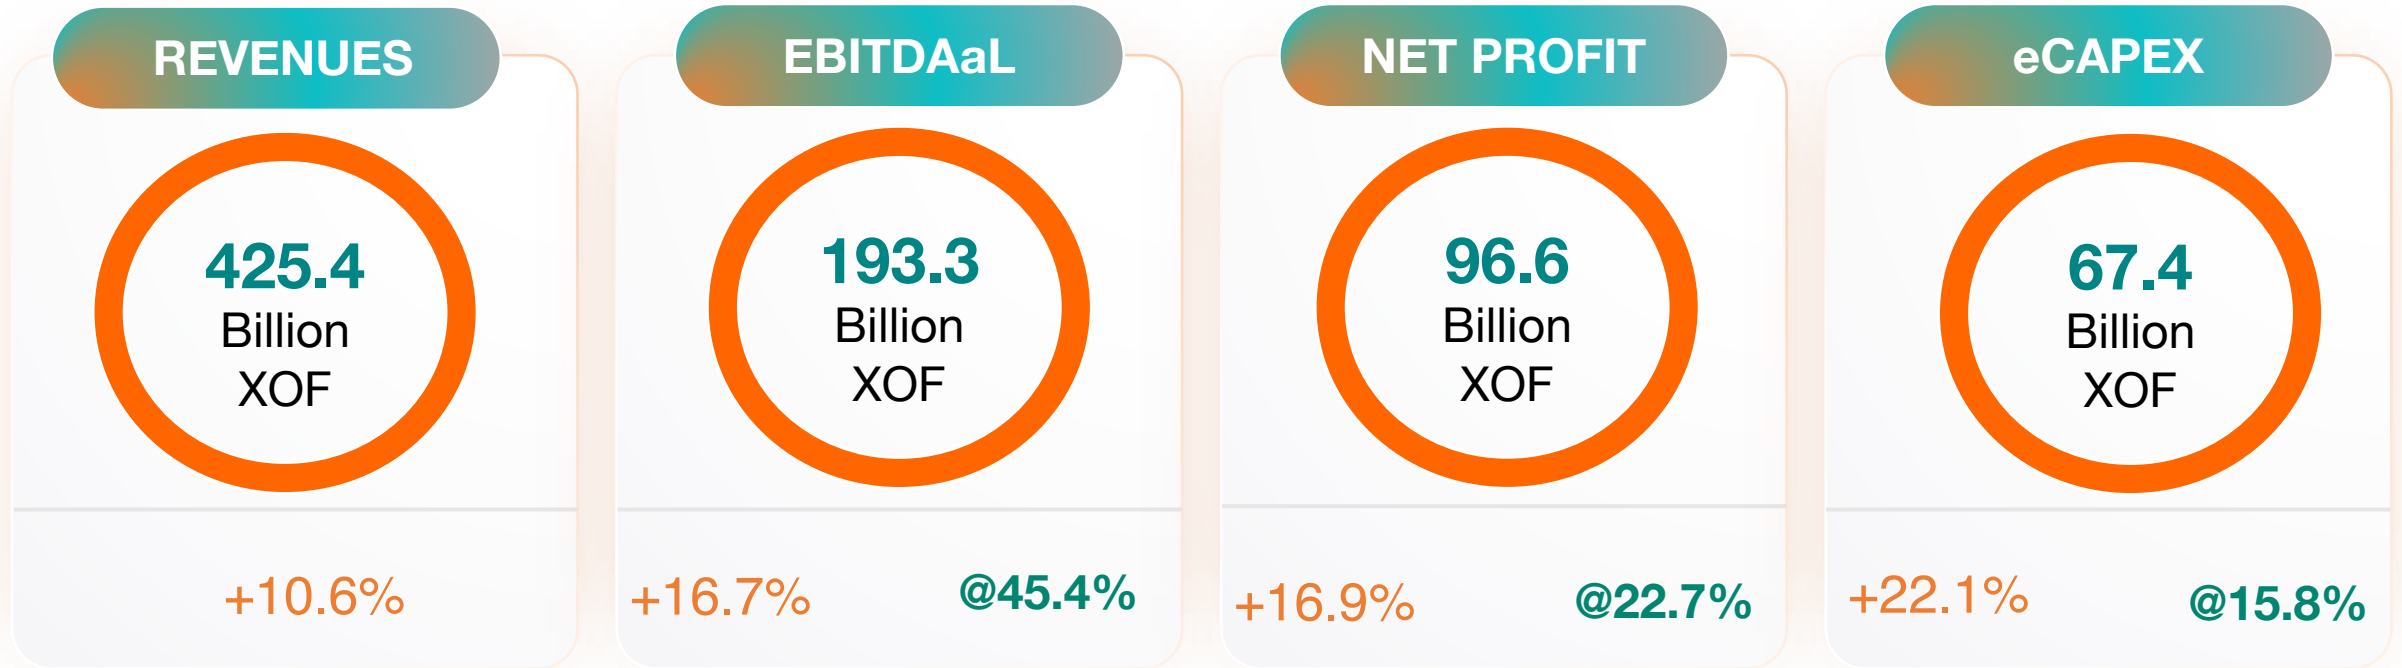 REVENUES
425.4
Billion
XOF
+10.6%
EBITDAaL
193.3
Billion
XOF
+16.7% @45.4%
NET PROFIT
96.6
Billion
XOF
+16.9% @22.7%
eCAPEX
67.4
Billion
XOF
+22.1% @15.8%